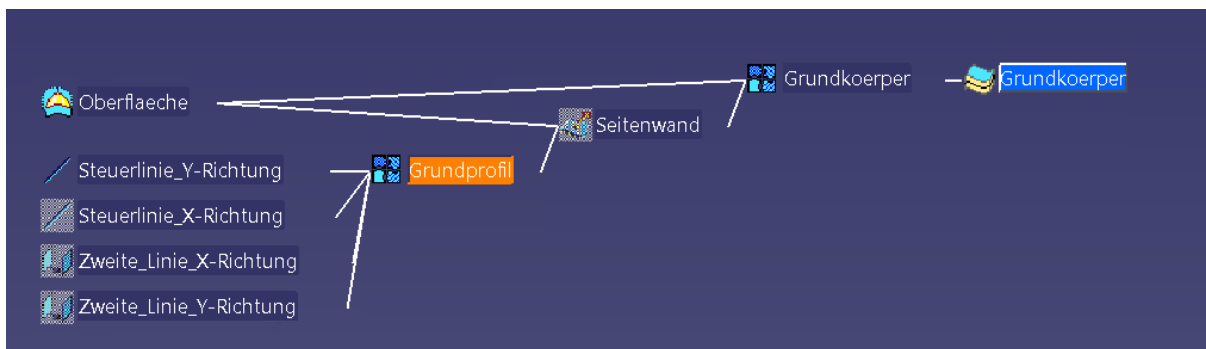 Grundkoerper
Grundkoerper
Oberflaeche
Seitenwand
Steuerlinie_Y-Richtung
Grundprofil
Steuerlinie_X-Richtung
Zweite_Linie_X-Richtung
Zweite_Linie_Y-Richtung